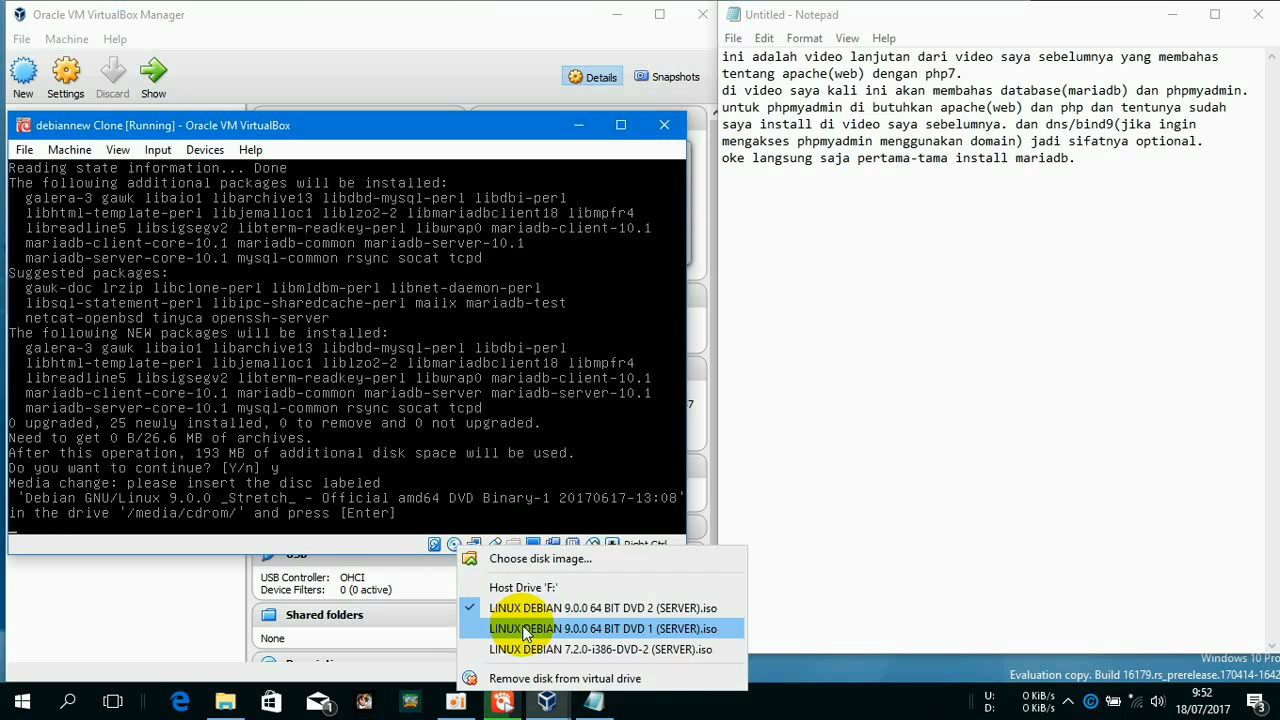 Oracle VM VirtualBox Manager
File Machine Help
New Settings Discard Show
Details Snapshots
debiannew Clone [Running] - Oracle VM VirtualBox
File Machine View Input Devices Help
Reading state information... Done
The following additional packages will be installed:
galera-3 gawk libaio1 libarchive13 libdbd-mysql-perl libdbi-perl
libhtml-template-perl libjemalloc1 liblzo2-2 libmariadbclient18 libmpfr4
libreadline5 libsigsegv2 libterm-readkey-perl libwrap0 mariadb-client-10.1
mariadb-client-core-10.1 mariadb-common mariadb-server-10.1
mariadb-server-core-10.1 mysql-common rsync socat tcpd
Suggested packages:
gawk-doc lrzip libclone-perl libmldbm-perl libnet-daemon-perl
libsql-statement-perl libipc-sharedcache-perl mailx mariadb-test
netcat-openbsd tinyca openssh-server
The following NEW packages will be installed:
galera-3 gawk libaio1 libarchive13 libdbd-mysql-perl libdbi-perl
libhtml-template-perl libjemalloc1 liblzo2-2 libmariadbclient18 libmpfr4
libreadline5 libsigsegv2 libterm-readkey-perl libwrap0 mariadb-client-10.1
mariadb-client-core-10.1 mariadb-common mariadb-server mariadb-server-10.1
mariadb-server-core-10.1 mysql-common rsync socat tcpd
0 upgraded, 25 newly installed, 0 to remove and 0 not upgraded.
Need to get 0 B/26.6 MB of archives.
After this operation, 193 MB of additional disk space will be used.
Do you want to continue? [Y/n] y
Media change: please insert the disc labeled
'Debian GNU/Linux 9.0.0 _Stretch_ - Official amd64 DVD Binary-1 20170617-13:08'
in the drive '/media/cdrom/' and press [Enter]
USB Controller: OHCI
Device Filters: 0 (0 active)
Shared folders
None
Choose disk image...
Host Drive 'F:'
LINUX DEBIAN 9.0.0 64 BIT DVD 2 (SERVER).iso
LINUX DEBIAN 9.0.0 64 BIT DVD 1 (SERVER).iso
LINUX DEBIAN 7.2.0-i386-DVD-2 (SERVER).iso
Remove disk from virtual drive
Untitled - Notepad
File Edit Format View Help
ini adalah video lanjutan dari video saya sebelumnya yang membahas
tentang apache(web) dengan php7.
di video saya kali ini akan membahas database(mariadb) dan phpmyadmin.
untuk phpmyadmin di butuhkan apache(web) dan php dan tentunya sudah
saya install di video saya sebelumnya. dan dns/bind9(jika ingin
mengakses phpmyadmin menggunakan domain) jadi sifatnya optional.
oke langsung saja pertama-tama install mariadb.
Windows 10 Pro
Evaluation copy. Build 16179.rs_prerelease.170414-1642
U: 0 KiB/s
D: 0 KiB/s
9:52
18/07/2017